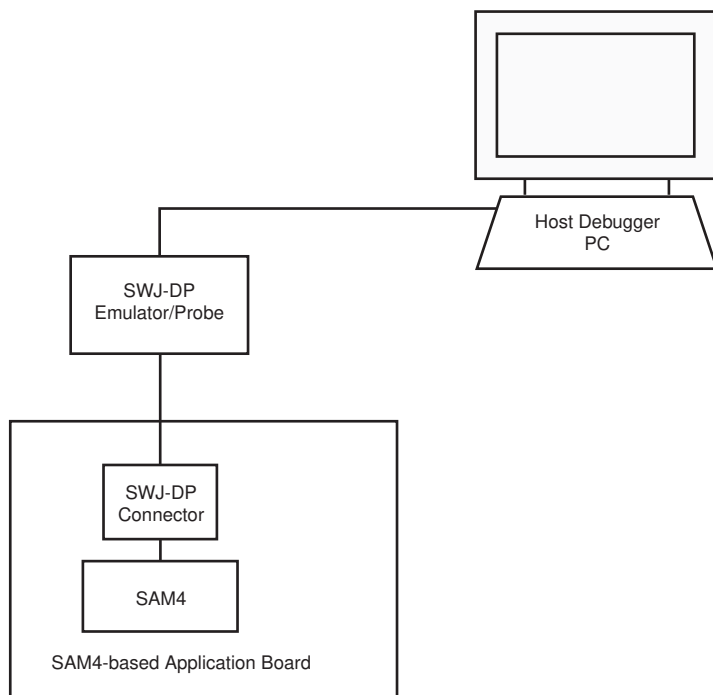 Host Debugger
PC
SWJ-DP
Emulator/Probe
SWJ-DP
Connector
SAM4
SAM4-based Application Board